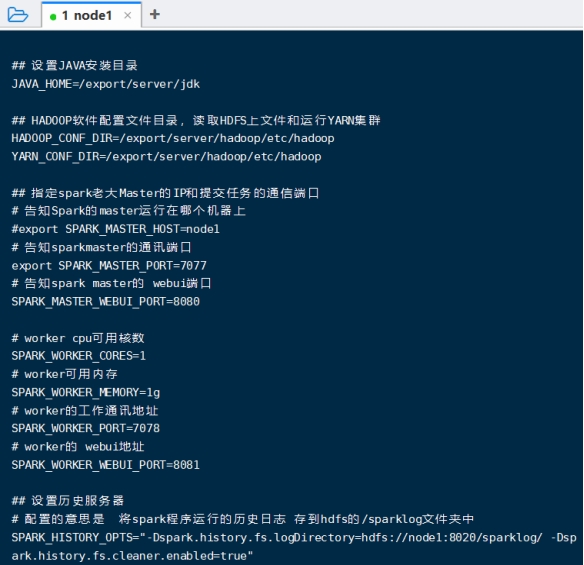 1 node1 × +
## 设置JAVA安装目录
JAVA_HOME=/export/server/jdk
## HADOOP软件配置文件目录，读取HDFS上文件和运行YARN集群
HADOOP_CONF_DIR=/export/server/hadoop/etc/hadoop
YARN_CONF_DIR=/export/server/hadoop/etc/hadoop
## 指定spark老大Master的IP和提交任务的通信端口
# 告知Spark的master运行在哪个机器上
#export SPARK_MASTER_HOST=node1
# 告知sparkmaster的通讯端口
export SPARK_MASTER_PORT=7077
# 告知spark master的 webui端口
SPARK_MASTER_WEBUI_PORT=8080
# worker cpu可用核数
SPARK_WORKER_CORES=1
# worker可用内存
SPARK_WORKER_MEMORY=1g
# worker的工作通讯地址
SPARK_WORKER_PORT=7078
# worker的 webui地址
SPARK_WORKER_WEBUI_PORT=8081
## 设置历史服务器
# 配置的意思是  将spark程序运行的历史日志 存到hdfs的/sparklog文件夹中
SPARK_HISTORY_OPTS="-Dspark.history.fs.logDirectory=hdfs://node1:8020/sparklog/ -Dsp
ark.history.fs.cleaner.enabled=true"